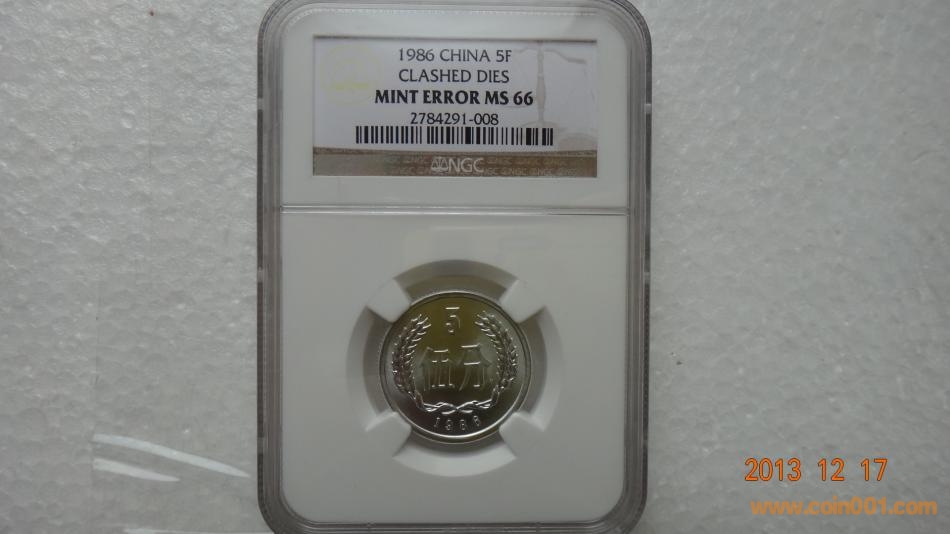 1986 CHINA 5F
CLASHED DIES
MINT ERROR MS 66
2784291-008
NGC
5
伍分
1986
2013 12 17
www.coin001.com